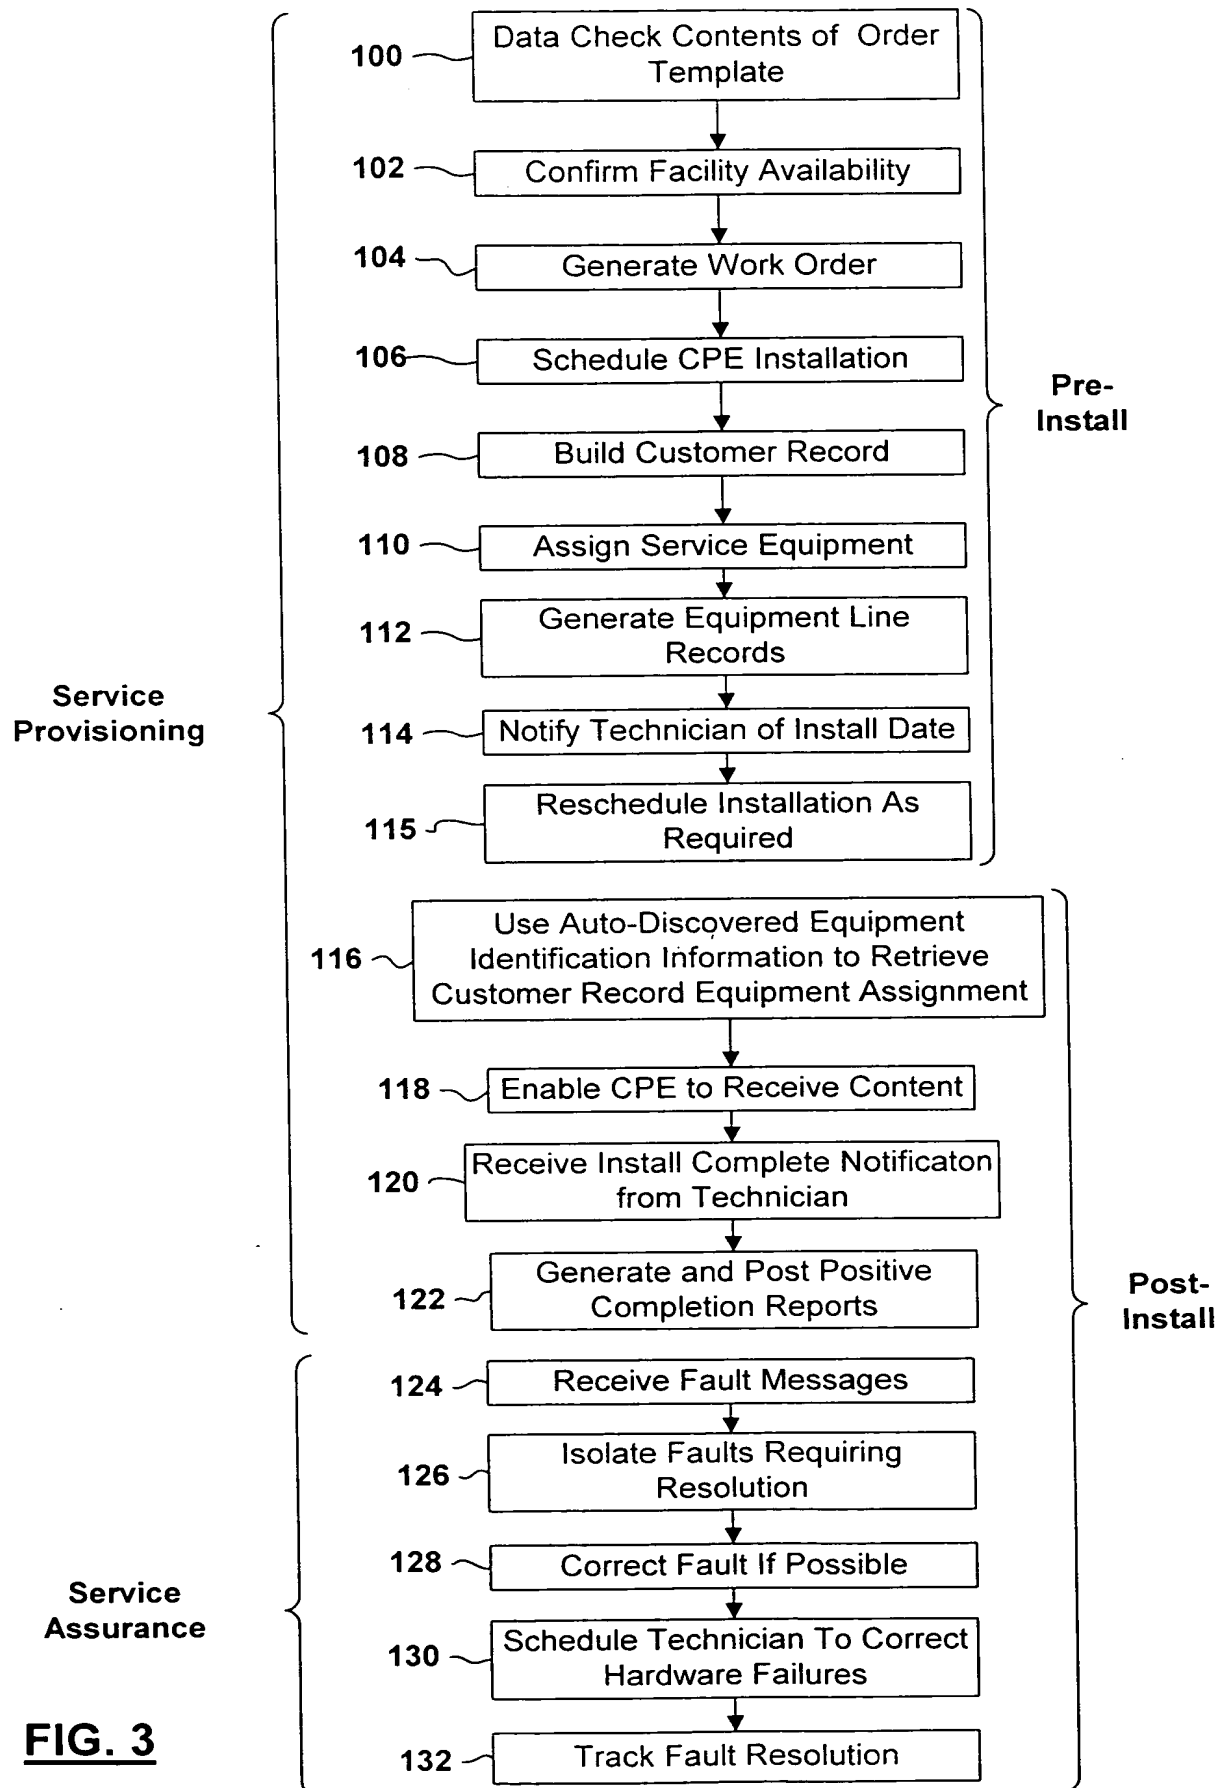 100
Data Check Contents of Order
Template
102
Confirm Facility Availability
104
Generate Work Order
106
Schedule CPE Installation
Pre-
Install
108
Build Customer Record
110
Assign Service Equipment
112
Generate Equipment Line
Records
Service
Provisioning
114
Notify Technician of Install Date
115
Reschedule Installation As
Required
116
Use Auto-Discovered Equipment
Identification Information to Retrieve
Customer Record Equipment Assignment
118
Enable CPE to Receive Content
120
Receive Install Complete Notificaton
from Technician
122
Generate and Post Positive
Completion Reports
Post-
Install
124
Receive Fault Messages
126
Isolate Faults Requiring
Resolution
128
Correct Fault If Possible
Service
Assurance
130
Schedule Technician To Correct
Hardware Failures
132
Track Fault Resolution
FIG. 3